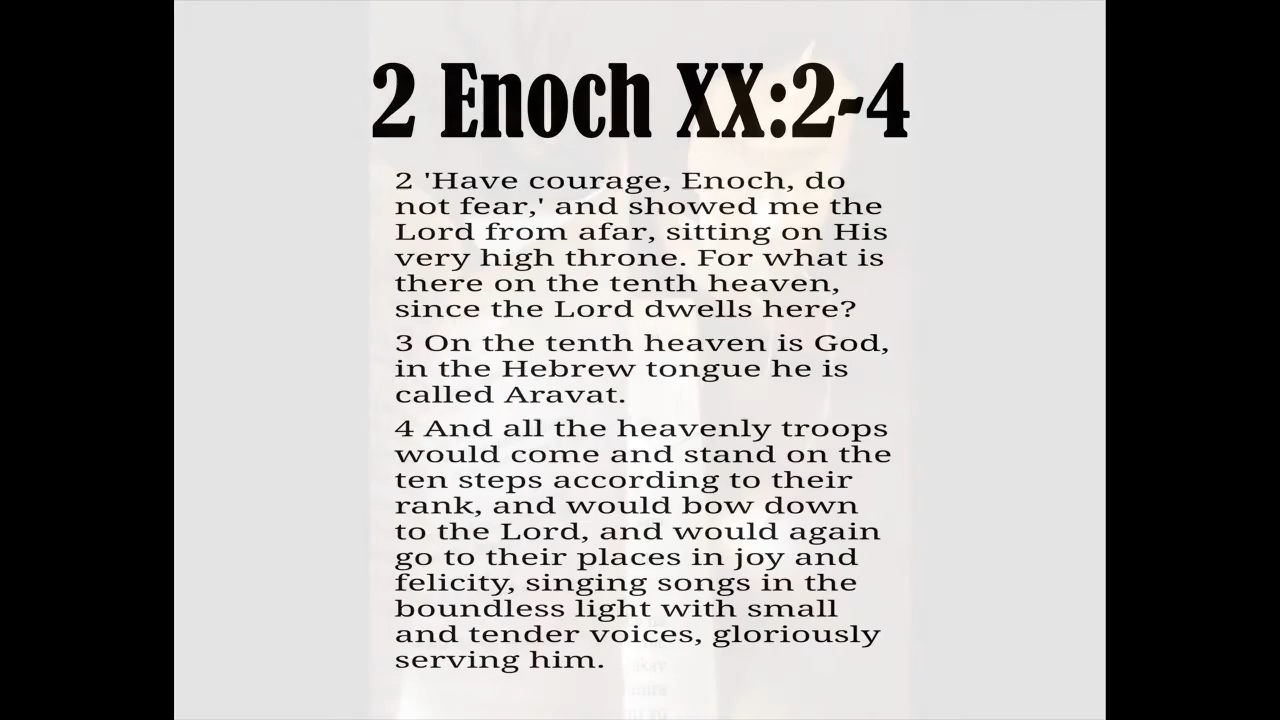 2 Enoch XX:2-4
2 'Have courage, Enoch, do
not fear,' and showed me the
Lord from afar, sitting on His
very high throne. For what is
there on the tenth heaven,
since the Lord dwells here?
3 On the tenth heaven is God,
in the Hebrew tongue he is
called Aravat.
4 And all the heavenly troops
would come and stand on the
ten steps according to their
rank, and would bow down
to the Lord, and would again
go to their places in joy and
felicity, singing songs in the
boundless light with small
and tender voices, gloriously
serving him.